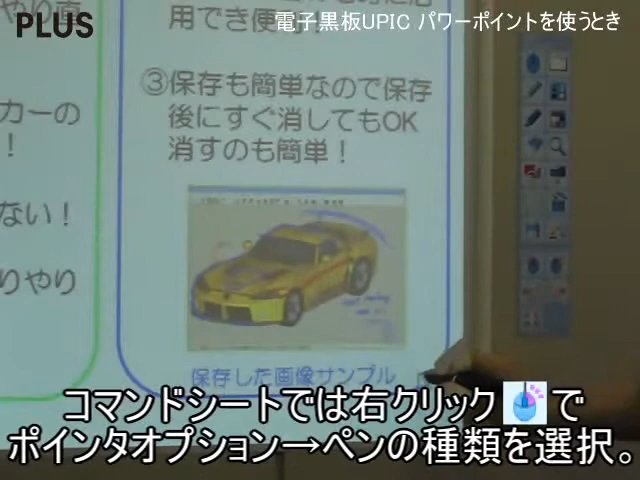 PLUS
電子黒板UPIC パワーポイントを使うとき
用でき便
カーの
！
ない！
りやり
③保存も簡単なので保存
後にすぐ消してもOK
消すのも簡単！
保存した画像サンプル
コマンドシートでは右クリックで
ポインタオプション→ペンの種類を選択。